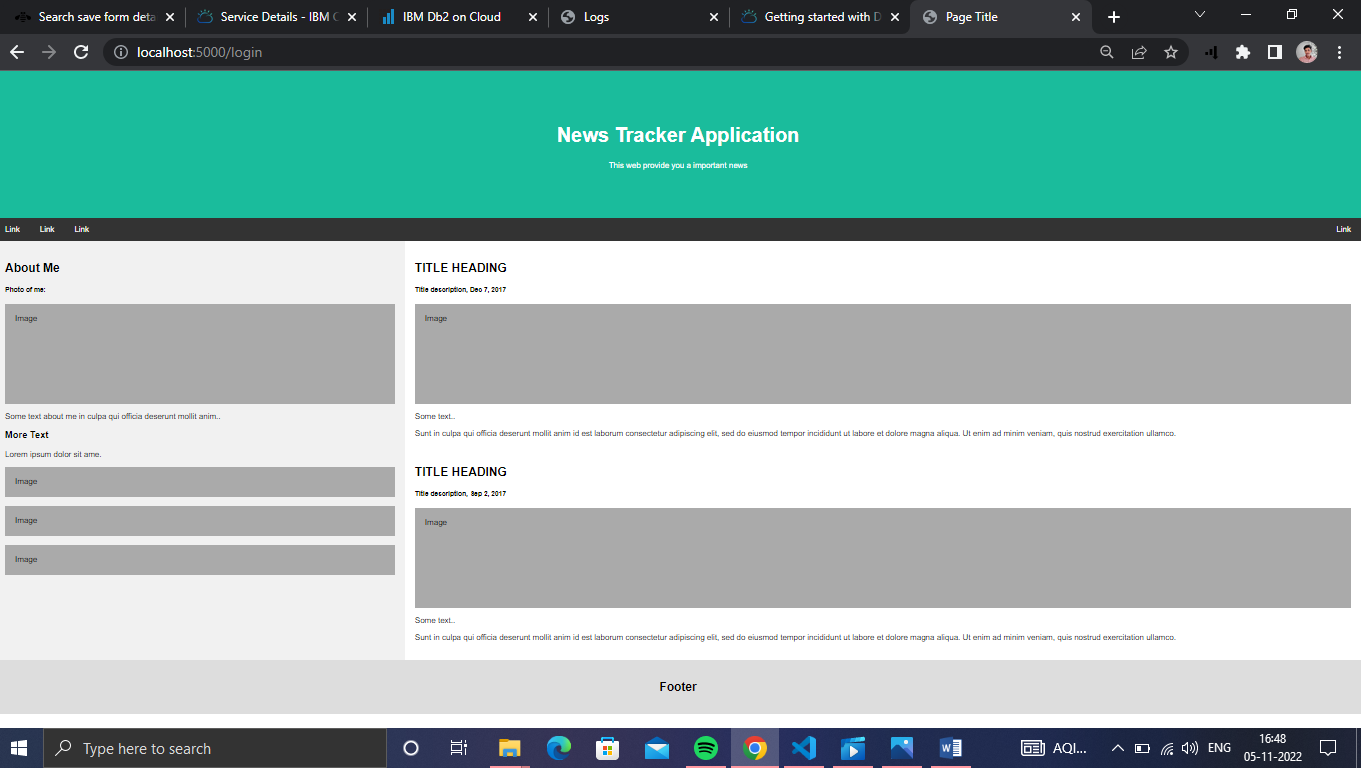 Search save form deta
Service Details - IBM C
IBM Db2 on Cloud
Logs
Getting started with D
Page Title
localhost:5000/login
News Tracker Application
This web provide you a important news
Link Link Link Link
About Me
Photo of me:
Image
Some text about me in culpa qui officia deserunt mollit anim..
More Text
Lorem ipsum dolor sit ame.
Image
Image
Image
TITLE HEADING
Title description, Dec 7, 2017
Image
Some text..
Sunt in culpa qui officia deserunt mollit anim id est laborum consectetur adipiscing elit, sed do eiusmod tempor incididunt ut labore et dolore magna aliqua. Ut enim ad minim veniam, quis nostrud exercitation ullamco.
TITLE HEADING
Title description, Sep 2, 2017
Image
Some text..
Sunt in culpa qui officia deserunt mollit anim id est laborum consectetur adipiscing elit, sed do eiusmod tempor incididunt ut labore et dolore magna aliqua. Ut enim ad minim veniam, quis nostrud exercitation ullamco.
Footer
Type here to search
AQI...
ENG
16:48
05-11-2022